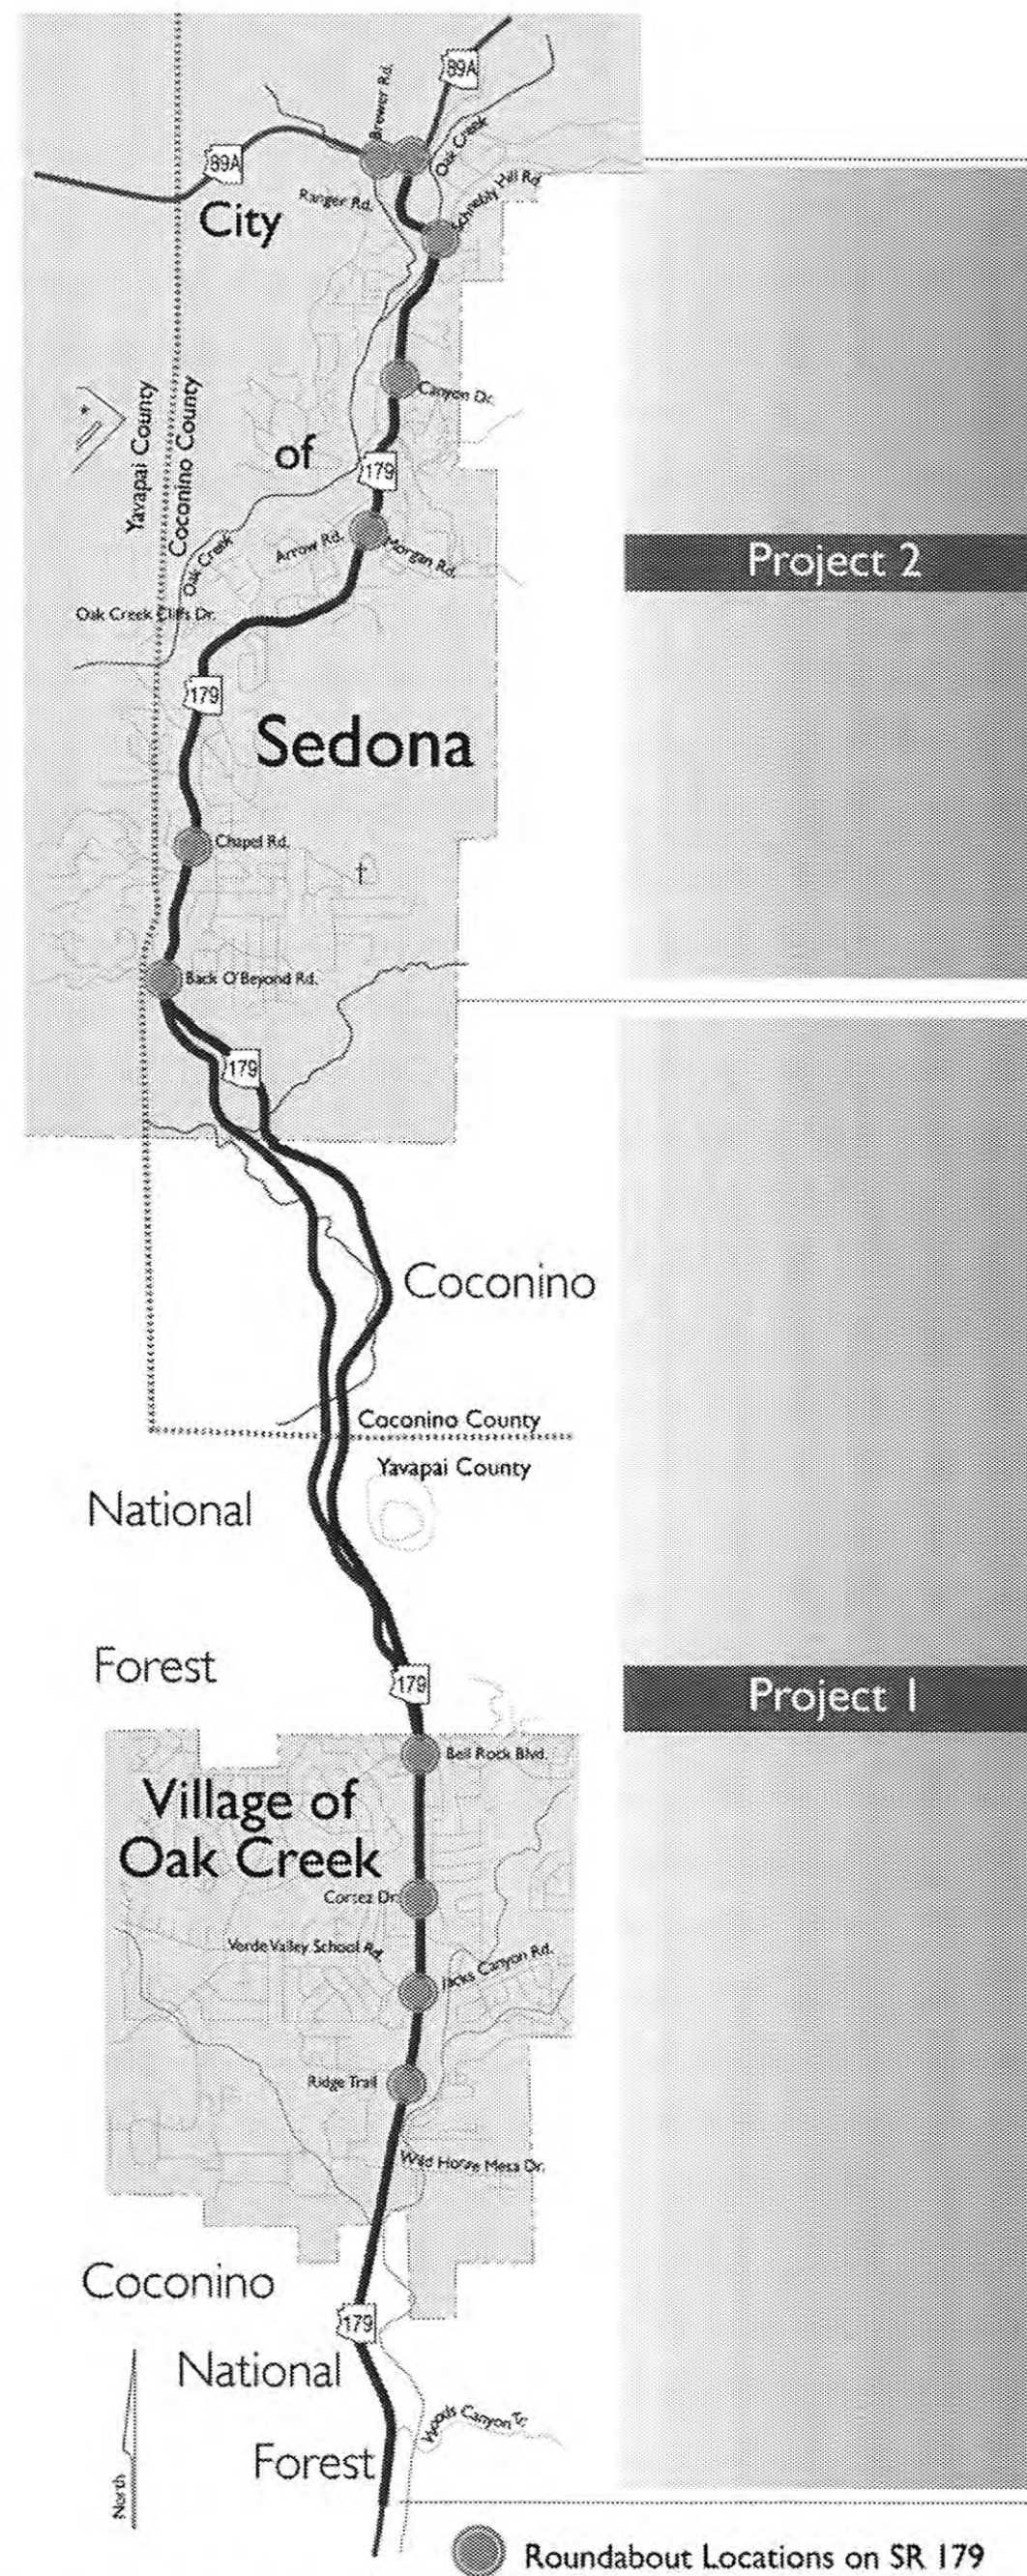 89A
Brewer Rd.
89A
Oak Creek
Ranger Rd.
Schnebly Hill Rd.
City
Canyon Dr.
Yavapai County
Coconino County
of
179
Arrow Rd.
Morgan Rd.
Project 2
Oak Creek
Oak Creek Cliffs Dr.
179
Sedona
Chapel Rd.
Back O'Beyond Rd.
179
Coconino
Coconino County
Yavapai County
National
Forest
179
Project 1
Bell Rock Blvd.
Village of
Oak Creek
Cortez Dr.
Verde Valley School Rd.
Jacks Canyon Rd.
Ridge Trail
Wild Horse Mesa Dr.
Coconino
179
National
Woods Canyon Tr.
Forest
North
Roundabout Locations on SR 179